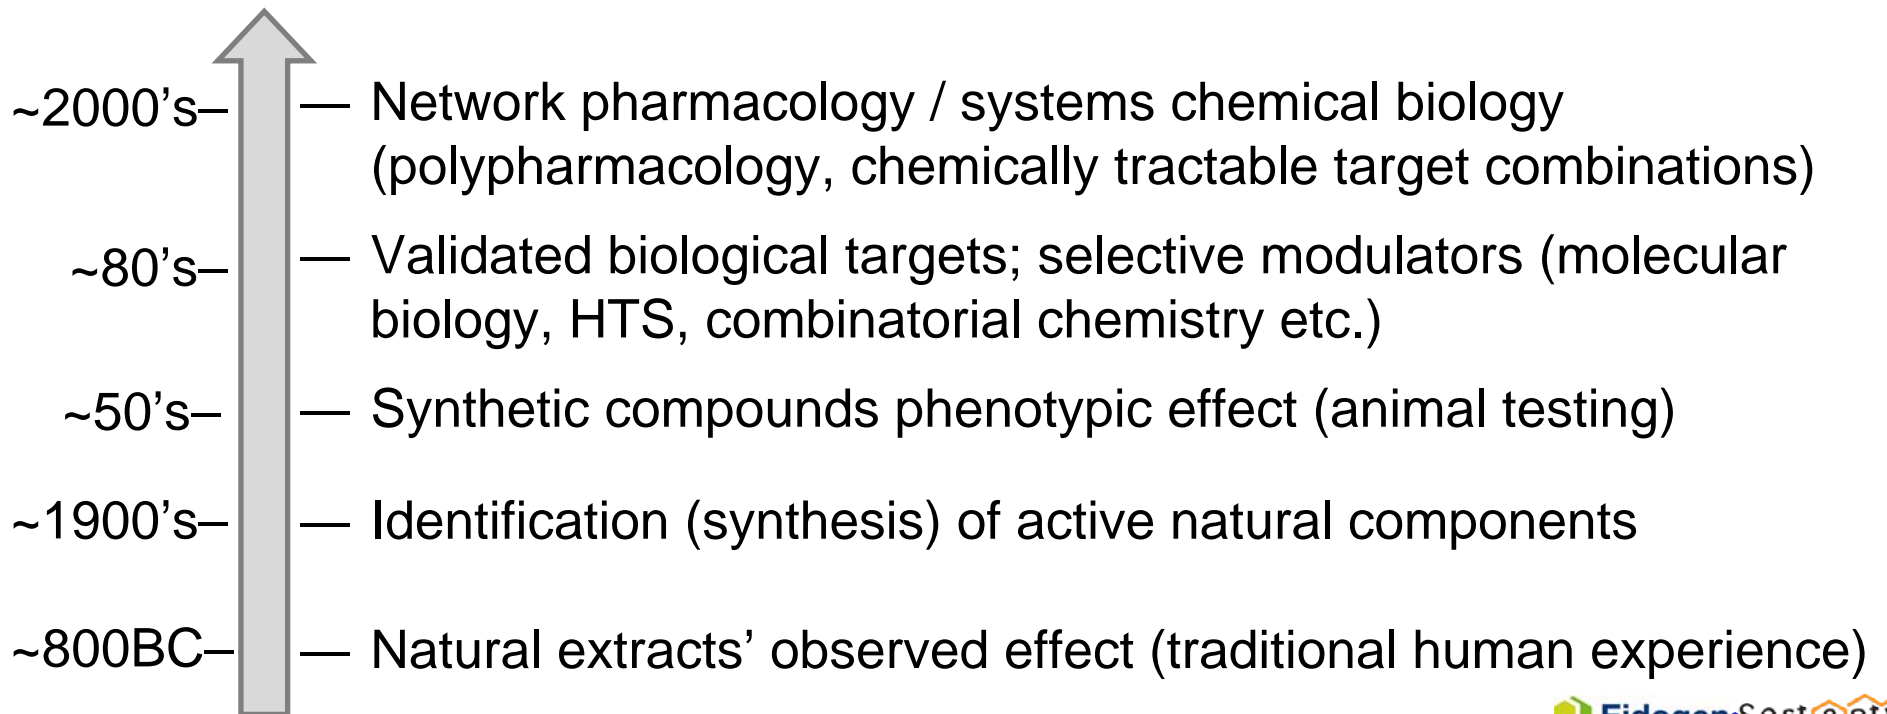 ~2000’s– — Network pharmacology / systems chemical biology
(polypharmacology, chemically tractable target combinations)
~80’s– — Validated biological targets; selective modulators (molecular
biology, HTS, combinatorial chemistry etc.)
~50’s– — Synthetic compounds phenotypic effect (animal testing)
~1900’s– — Identification (synthesis) of active natural components
~800BC– — Natural extracts’ observed effect (traditional human experience)